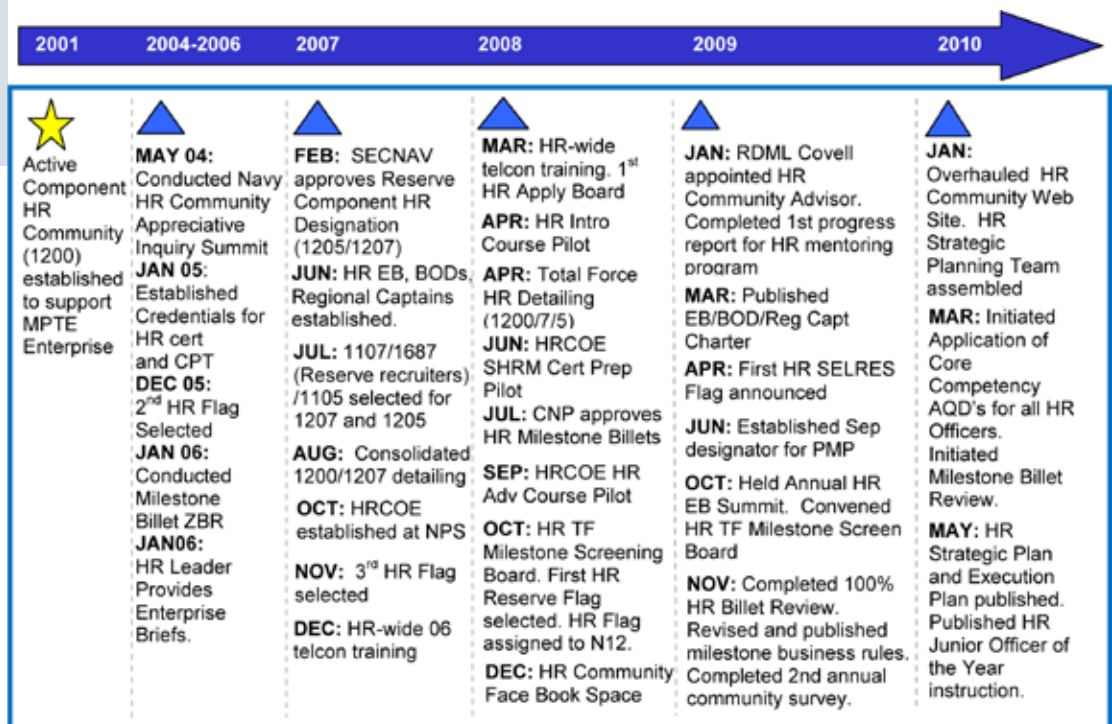 2001
2004-2006
2007
2008
2009
2010
Active
Component
HR
Community
(1200)
established
to support
MPTE
Enterprise
MAY 04:
Conducted Navy
HR Community
Appreciative
Inquiry Summit
JAN 05:
Established
Credentials for
HR cert
and CPT
DEC 05:
2nd HR Flag
Selected
JAN 06:
Conducted
Milestone
Billet ZBR
JAN06:
HR Leader
Provides
Enterprise
Briefs.
FEB: SECNAV
approves Reserve
Component HR
Designation
(1205/1207)
JUN: HR EB, BODs,
Regional Captains
established.
JUL: 1107/1687
(Reserve recruiters)
/1105 selected for
1207 and 1205
AUG: Consolidated
1200/1207 detailing
OCT: HRCOE
established at NPS
NOV: 3rd HR Flag
selected
DEC: HR-wide 06
telcon training
MAR: HR-wide
telcon training. 1st
HR Apply Board
APR: HR Intro
Course Pilot
APR: Total Force
HR Detailing
(1200/7/5)
JUN: HRCOE
SHRM Cert Prep
Pilot
JUL: CNP approves
HR Milestone Billets
SEP: HRCOE HR
Adv Course Pilot
OCT: HR TF
Milestone Screening
Board. First HR
Reserve Flag
selected. HR Flag
assigned to N12.
DEC: HR Community
Face Book Space
JAN: RDML Covell
appointed HR
Community Advisor.
Completed 1st progress
report for HR mentoring
program
MAR: Published
EB/BOD/Reg Capt
Charter
APR: First HR SELRES
Flag announced
JUN: Established Sep
designator for PMP
OCT: Held Annual HR
EB Summit. Convened
HR TF Milestone Screen
Board
NOV: Completed 100%
HR Billet Review.
Revised and published
milestone business rules.
Completed 2nd annual
community survey.
JAN:
Overhauled HR
Community Web
Site. HR
Strategic
Planning Team
assembled
MAR: Initiated
Application of
Core
Competency
AQD's for all HR
Officers.
Initiated
Milestone Billet
Review.
MAY: HR
Strategic Plan
and Execution
Plan published.
Published HR
Junior Officer of
the Year
instruction.